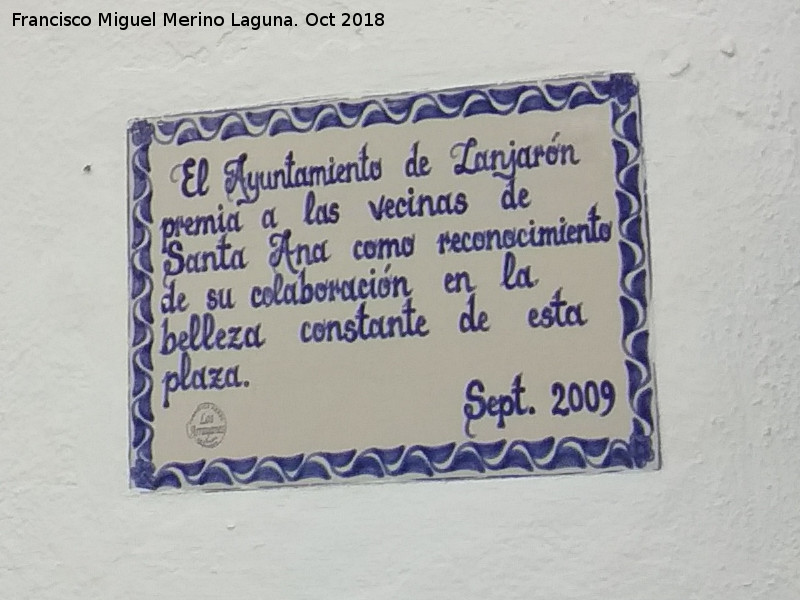 Francisco Miguel Merino Laguna. Oct 2018
El Ayuntamiento de Lanjarón
premia a las vecinas de
Santa Ana como reconocimiento
de su colaboración en la
belleza constante de esta
plaza.
Sept. 2009